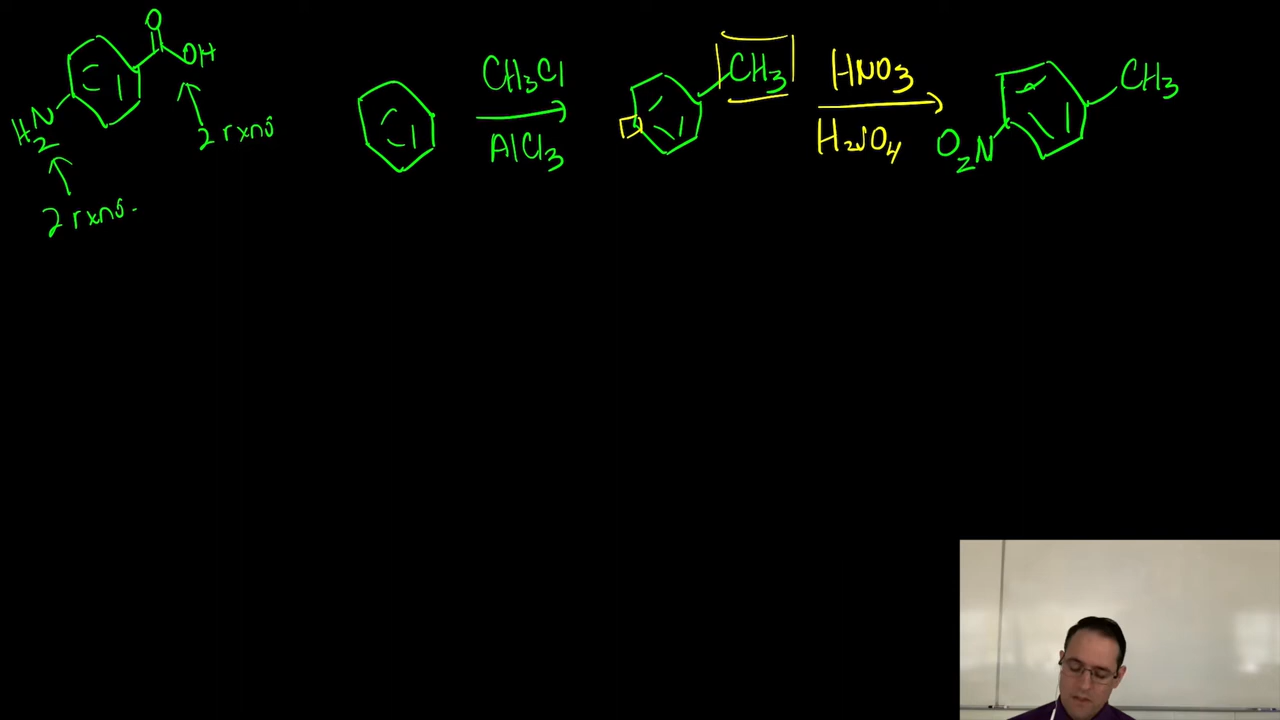 O
OH
H2N
2 rxns
2 rxns.
CH3Cl
AlCl3
CH3
HNO3
H2SO4
CH3
O2N